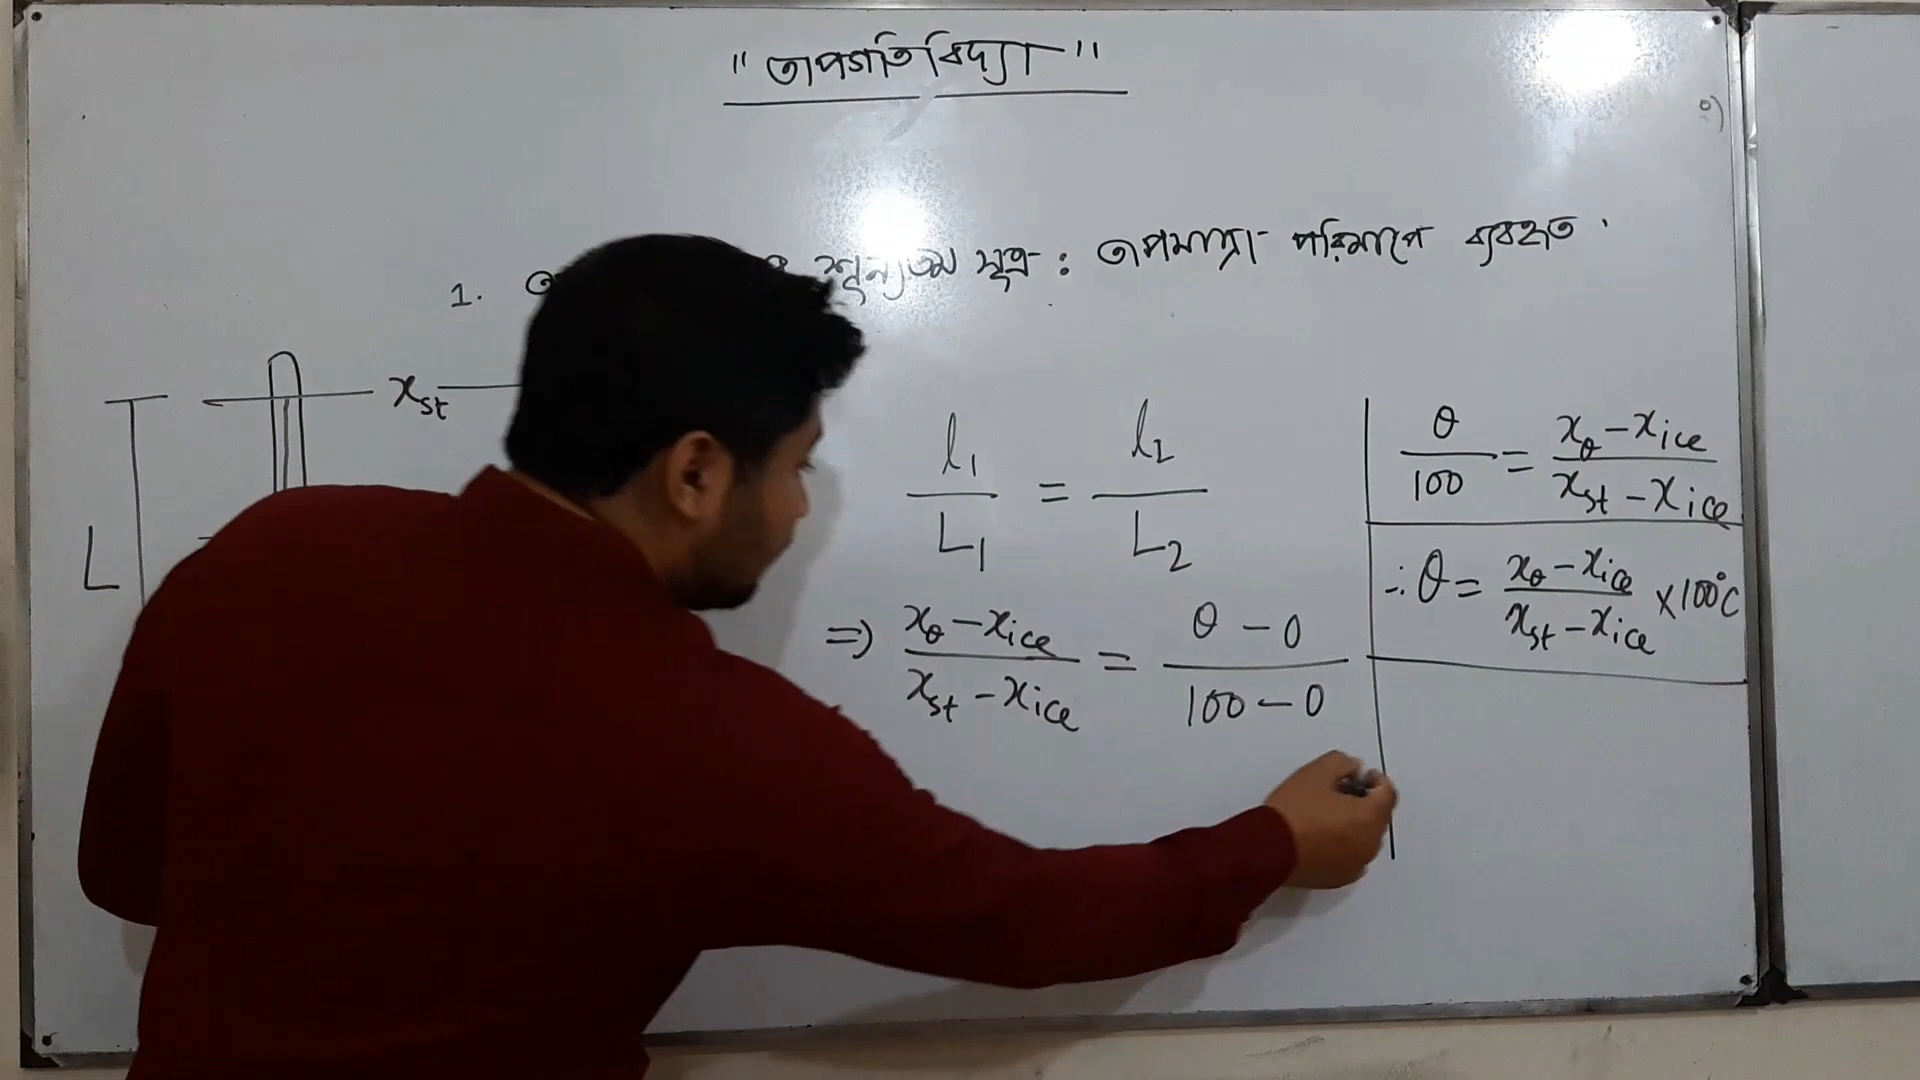 "তাপগতিবিদ্যা"
1. শূন্যতম সূত্র : তাপমাত্রা পরিমাপে ব্যবহৃত .
x_st
L
l₁/L₁ = l₂/L₂
⇒ (x_θ − x_ice)/(x_st − x_ice) = (θ − 0)/(100 − 0)
θ/100 = (x_θ − x_ice)/(x_st − x_ice)
∴ θ = (x_θ − x_ice)/(x_st − x_ice) × 100°C